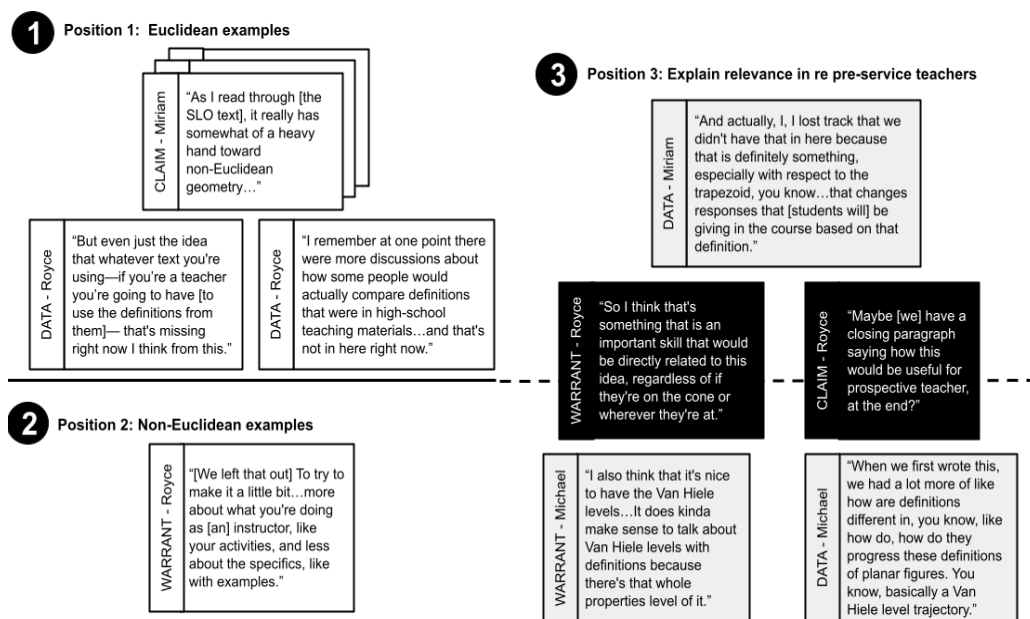 1
Position 1: Euclidean examples
CLAIM - Miriam
“As I read through [the
SLO text], it really has
somewhat of a heavy
hand toward
non-Euclidean
geometry…”
DATA - Royce
“But even just the idea
that whatever text you're
using—if you’re a teacher
you’re going to have [to
use the definitions from
them]— that's missing
right now I think from this.”
DATA - Royce
“I remember at one point there
were more discussions about
how some people would
actually compare definitions
that were in high-school
teaching materials…and that's
not in here right now.”
2
Position 2: Non-Euclidean examples
WARRANT - Royce
“[We left that out] To try to
make it a little bit…more
about what you're doing
as [an] instructor, like
your activities, and less
about the specifics, like
with examples.”
3
Position 3: Explain relevance in re pre-service teachers
DATA - Miriam
“And actually, I, I lost track that we
didn't have that in here because
that is definitely something,
especially with respect to the
trapezoid, you know…that changes
responses that [students will] be
giving in the course based on that
definition.”
WARRANT - Royce
“So I think that's
something that is an
important skill that would
be directly related to this
idea, regardless of if
they're on the cone or
wherever they're at.”
CLAIM - Royce
“Maybe [we] have a
closing paragraph
saying how this
would be useful for
prospective teacher,
at the end?”
WARRANT - Michael
“I also think that it's nice
to have the Van Hiele
levels…It does kinda
make sense to talk about
Van Hiele levels with
definitions because
there's that whole
properties level of it.”
DATA - Michael
“When we first wrote this,
we had a lot more of like
how are definitions
different in, you know, like
how do, how do they
progress these definitions
of planar figures. You
know, basically a Van
Hiele level trajectory.”